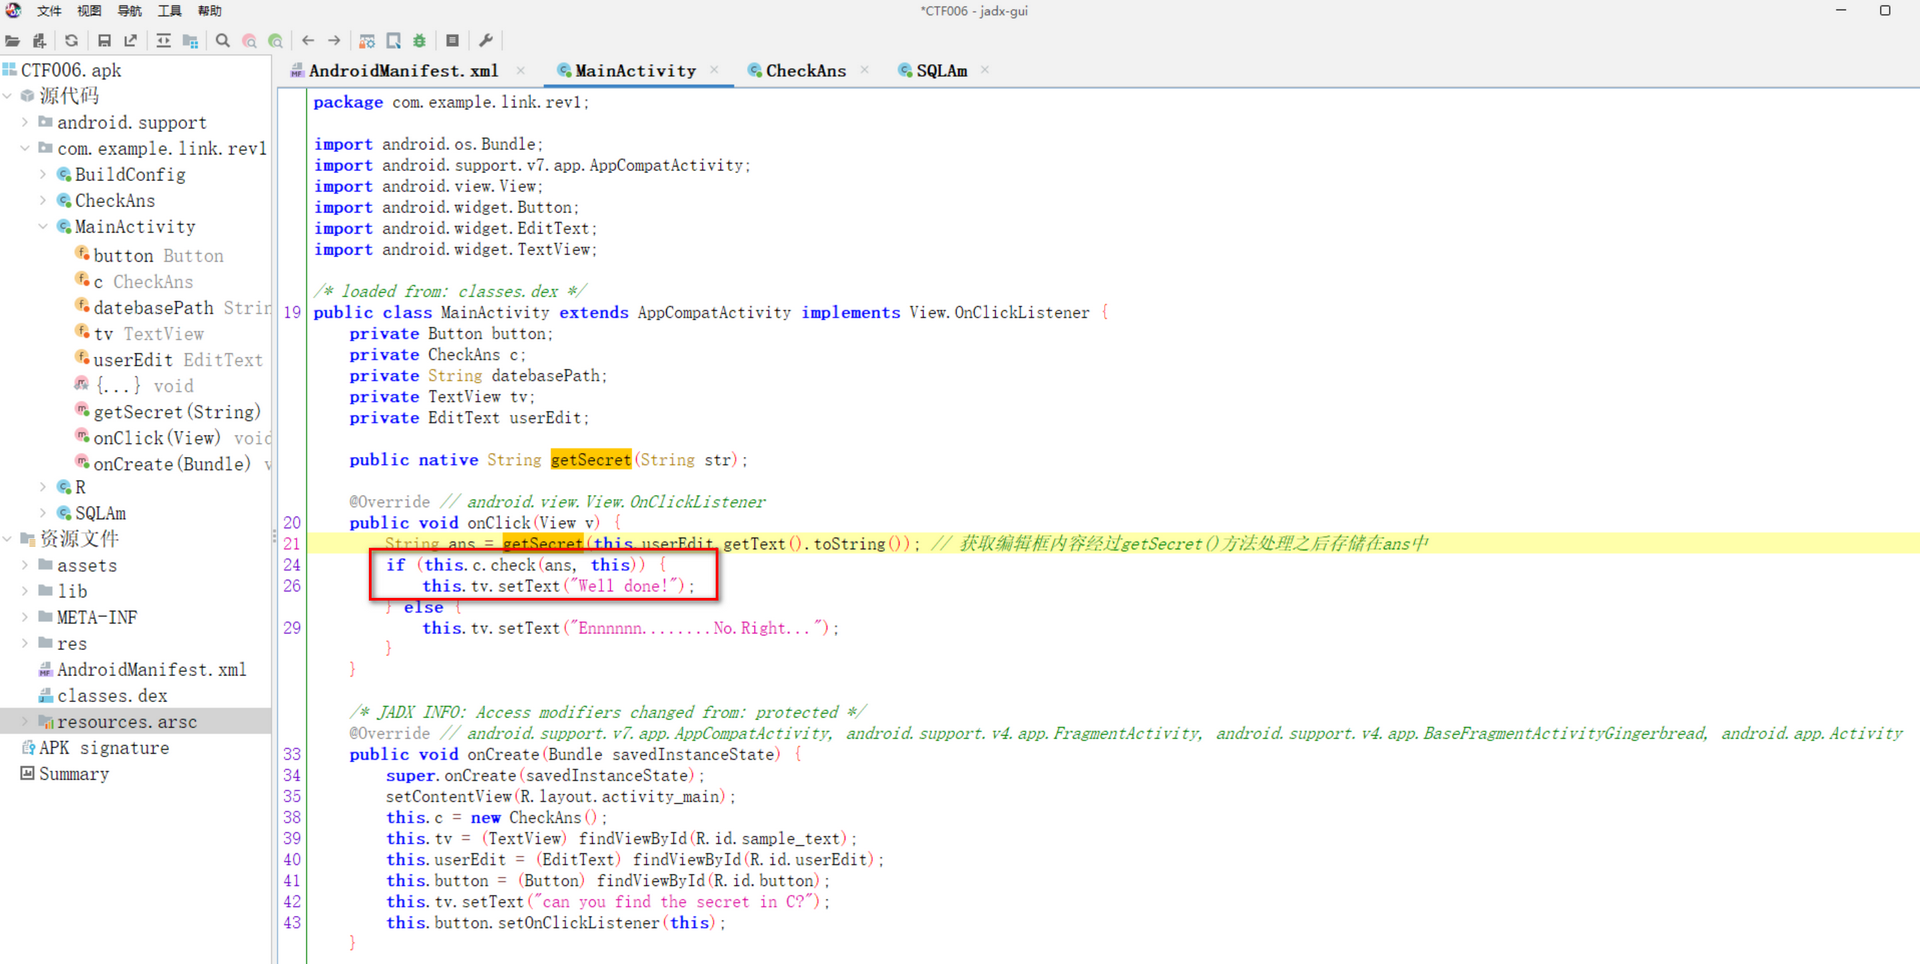 文件 视图 导航 工具 帮助
*CTF006 - jadx-gui
CTF006.apk
源代码
android.support
com.example.link.rev1
BuildConfig
CheckAns
MainActivity
button Button
c CheckAns
datebasePath Strin
tv TextView
userEdit EditText
{...} void
getSecret(String)
onClick(View) void
onCreate(Bundle) v
R
SQLAm
资源文件
assets
lib
META-INF
res
AndroidManifest.xml
classes.dex
resources.arsc
APK signature
Summary
AndroidManifest.xml × MainActivity × CheckAns × SQLAm ×
package com.example.link.rev1;
import android.os.Bundle;
import android.support.v7.app.AppCompatActivity;
import android.view.View;
import android.widget.Button;
import android.widget.EditText;
import android.widget.TextView;
/* loaded from: classes.dex */
19 public class MainActivity extends AppCompatActivity implements View.OnClickListener {
private Button button;
private CheckAns c;
private String datebasePath;
private TextView tv;
private EditText userEdit;
public native String getSecret(String str);
@Override // android.view.View.OnClickListener
20 public void onClick(View v) {
21 String ans = getSecret(this.userEdit.getText().toString()); // 获取编辑框内容经过getSecret()方法处理之后存储在ans中
24 if (this.c.check(ans, this)) {
26 this.tv.setText("Well done!");
} else {
29 this.tv.setText("Ennnnnn........No.Right...");
}
}
/* JADX INFO: Access modifiers changed from: protected */
@Override // android.support.v7.app.AppCompatActivity, android.support.v4.app.FragmentActivity, android.support.v4.app.BaseFragmentActivityGingerbread, android.app.Activity
33 public void onCreate(Bundle savedInstanceState) {
34 super.onCreate(savedInstanceState);
35 setContentView(R.layout.activity_main);
38 this.c = new CheckAns();
39 this.tv = (TextView) findViewById(R.id.sample_text);
40 this.userEdit = (EditText) findViewById(R.id.userEdit);
41 this.button = (Button) findViewById(R.id.button);
42 this.tv.setText("can you find the secret in C?");
43 this.button.setOnClickListener(this);
}